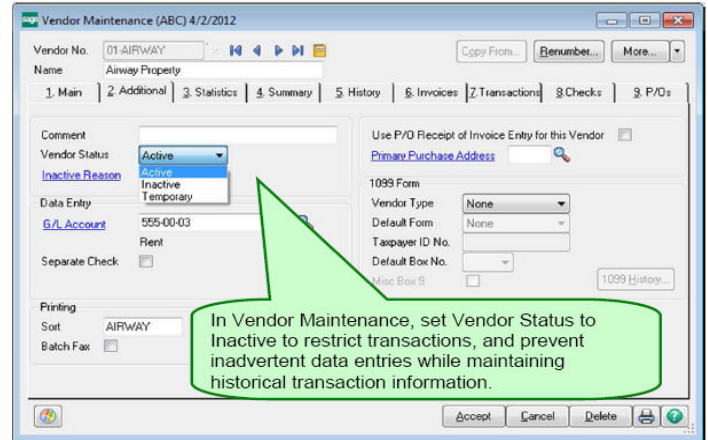 sage Vendor Maintenance (ABC) 4/2/2012
Vendor No. 01-AIRWAY Copy From... Renumber... More...
Name Airway Property
1. Main 2. Additional 3. Statistics 4. Summary 5. History 6. Invoices 7.Transactions 8.Checks 9. P/Os
Comment Use P/O Receipt of Invoice Entry for this Vendor
Vendor Status Active Primary Purchase Address
Inactive Reason Active
Inactive
Temporary
1099 Form
Data Entry Vendor Type None
G/L Account 555-00-03 Default Form None
Rent Taxpayer ID No.
Separate Check Default Box No.
Misc Box 9 1099 History...
Printing
Sort AIRWAY
Batch Fax
In Vendor Maintenance, set Vendor Status to
Inactive to restrict transactions, and prevent
inadvertent data entries while maintaining
historical transaction information.
Accept Cancel Delete